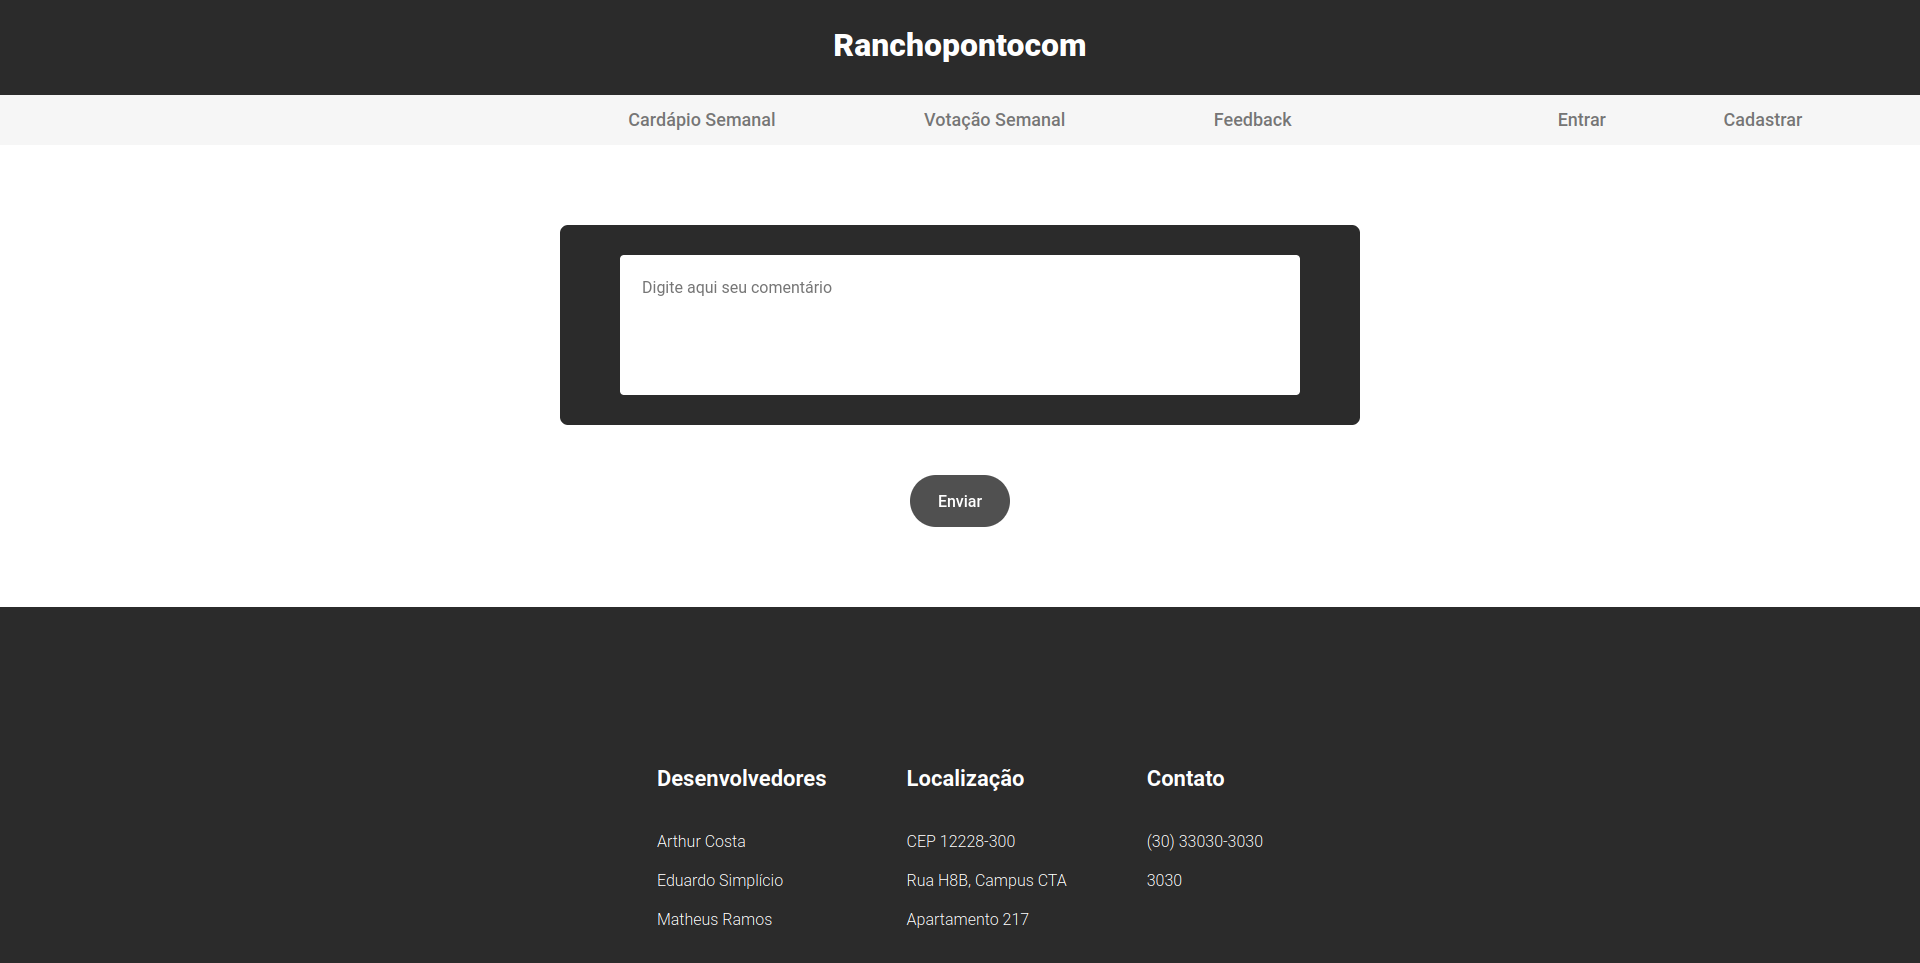 Ranchopontocom
Cardápio Semanal Votação Semanal Feedback Entrar Cadastrar
Digite aqui seu comentário
Enviar
Desenvolvedores
Arthur Costa
Eduardo Simplício
Matheus Ramos
Localização
CEP 12228-300
Rua H8B, Campus CTA
Apartamento 217
Contato
(30) 33030-3030
3030